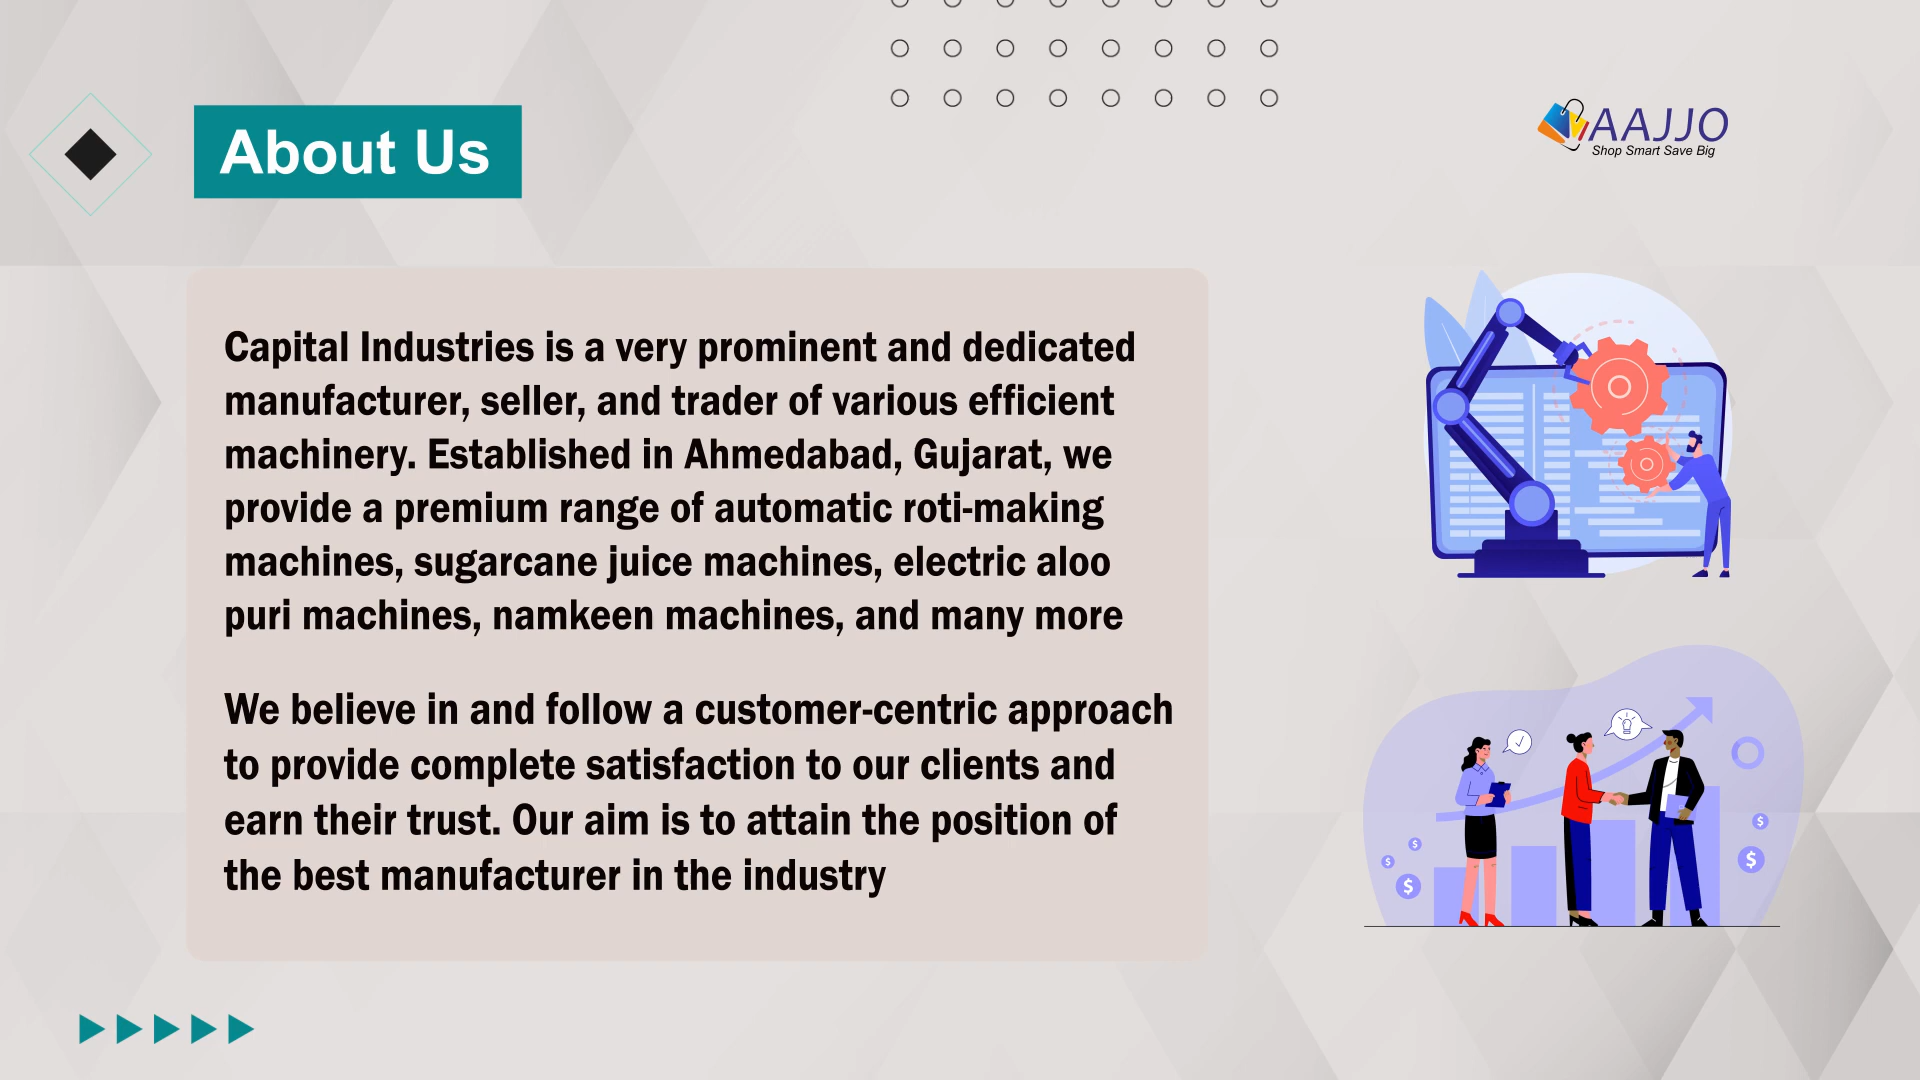 About Us
AAJJO
Shop Smart Save Big
Capital Industries is a very prominent and dedicated
manufacturer, seller, and trader of various efficient
machinery. Established in Ahmedabad, Gujarat, we
provide a premium range of automatic roti-making
machines, sugarcane juice machines, electric aloo
puri machines, namkeen machines, and many more
We believe in and follow a customer-centric approach
to provide complete satisfaction to our clients and
earn their trust. Our aim is to attain the position of
the best manufacturer in the industry
$
$
$
$
$